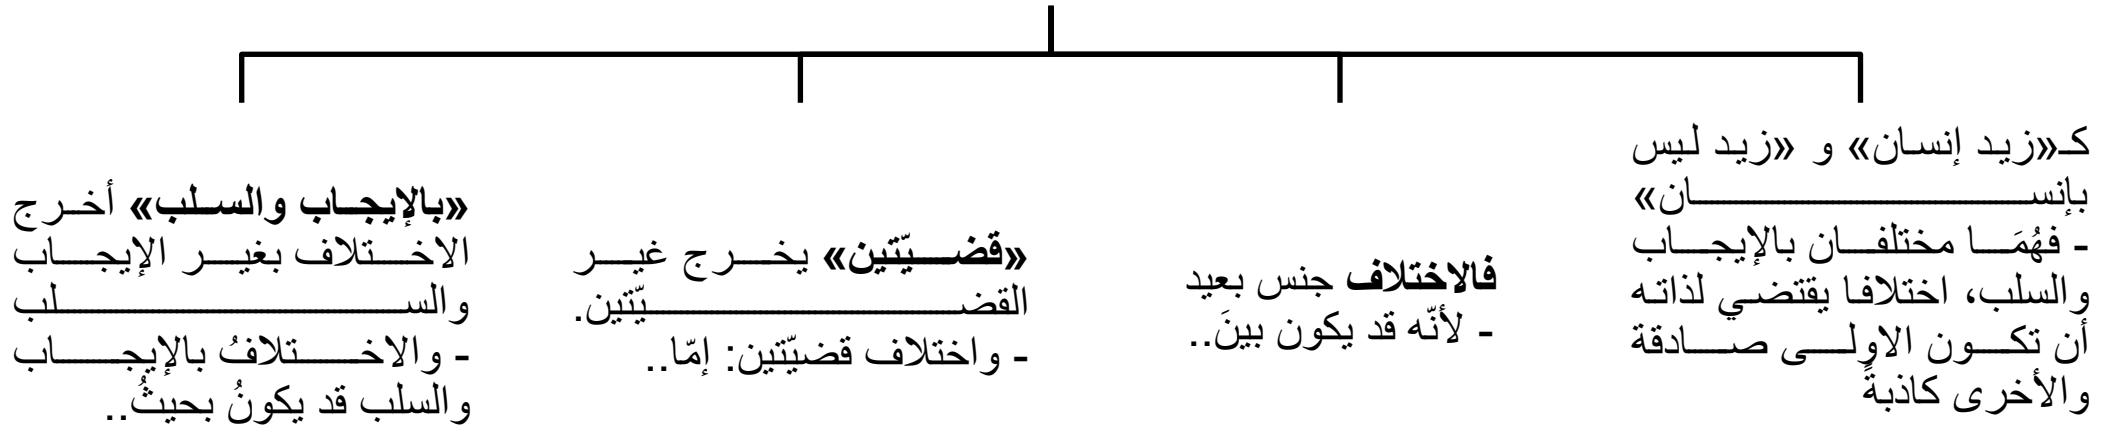 كـ«زيد إنسان» و «زيد ليس
بإنسان»
- فهُمَا مختلفان بالإيجاب
والسلب، اختلافا يقتضي لذاته
أن تكون الاولى صادقة
والأخرى كاذبةً
فالاختلاف جنس بعيد
- لأنّه قد يكون بينَ..
«قضيّتين» يخرج غير
القضيّتين.
- واختلاف قضيّتين: إمّا..
«بالإيجاب والسلب» أخرج
الاختلاف بغير الإيجاب
والسلب
- والاختلافُ بالإيجاب
والسلب قد يكونُ بحيثُ..